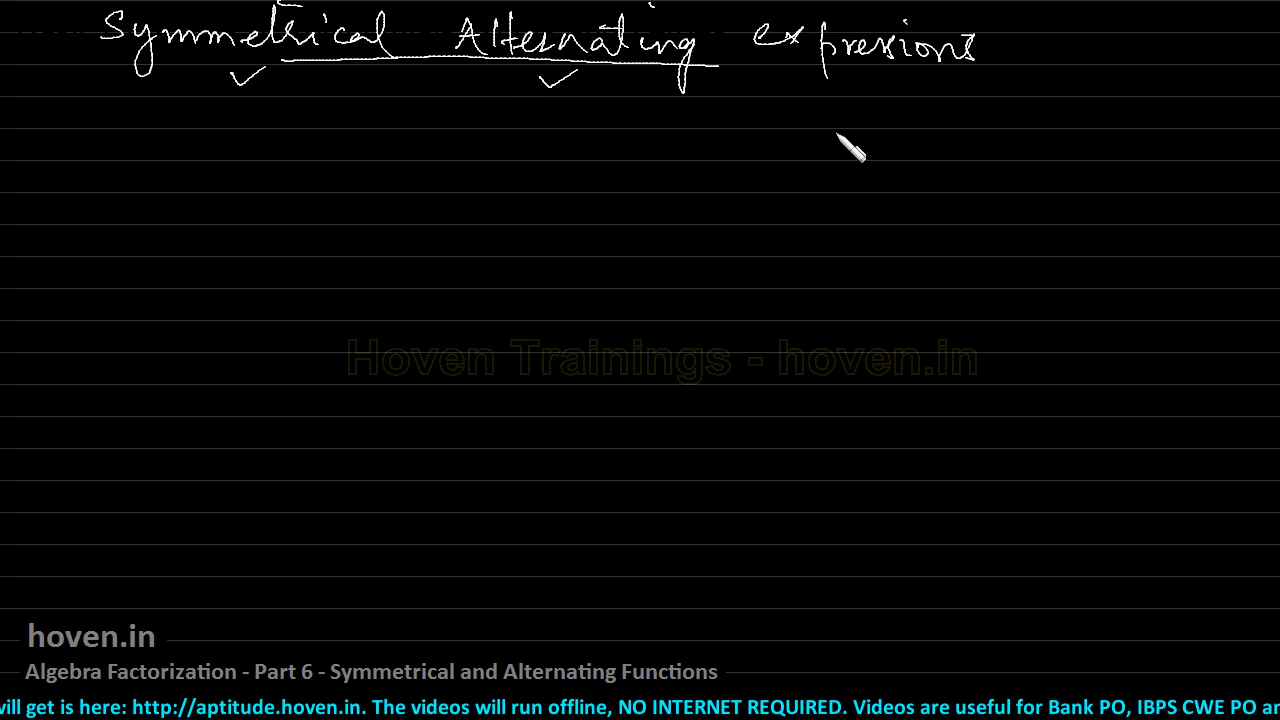 Symmetrical Alternating expressions
Hoven Trainings - hoven.in
hoven.in
Algebra Factorization - Part 6 - Symmetrical and Alternating Functions
will get is here: http://aptitude.hoven.in. The videos will run offline, NO INTERNET REQUIRED. Videos are useful for Bank PO, IBPS CWE PO an